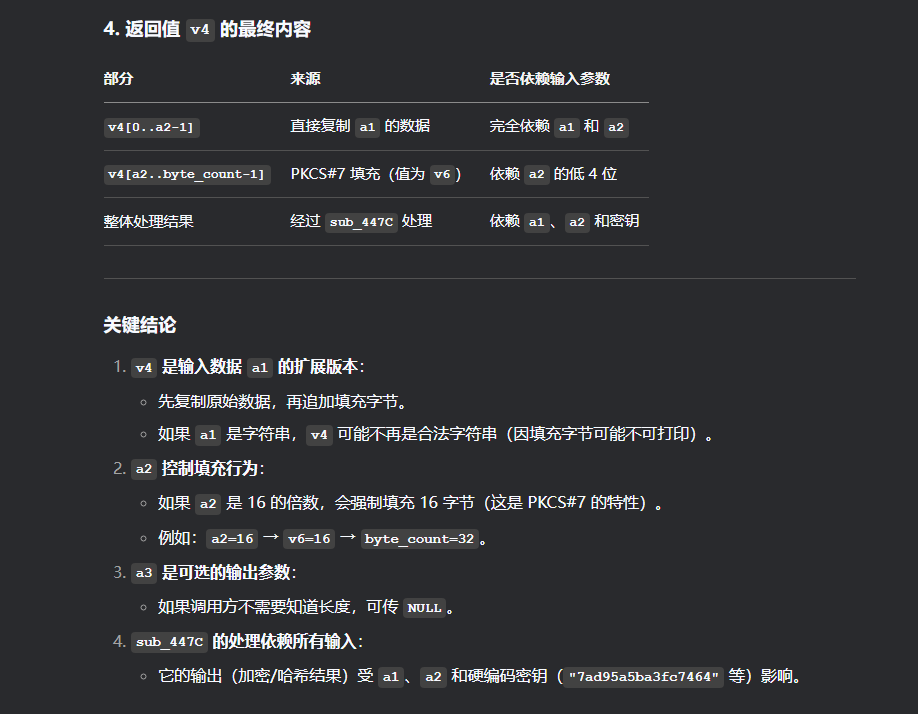 4. 返回值 v4 的最终内容
部分 来源 是否依赖输入参数
v4[0..a2-1] 直接复制 a1 的数据 完全依赖 a1 和 a2
v4[a2..byte_count-1] PKCS#7 填充（值为 v6） 依赖 a2 的低 4 位
整体处理结果 经过 sub_447C 处理 依赖 a1、a2 和密钥
关键结论
1. v4 是输入数据 a1 的扩展版本：
先复制原始数据，再追加填充字节。
如果 a1 是字符串，v4 可能不再是合法字符串（因填充字节可能不可打印）。
2. a2 控制填充行为：
如果 a2 是 16 的倍数，会强制填充 16 字节（这是 PKCS#7 的特性）。
例如：a2=16 → v6=16 → byte_count=32。
3. a3 是可选的输出参数：
如果调用方不需要知道长度，可传 NULL。
4. sub_447C 的处理依赖所有输入：
它的输出（加密/哈希结果）受 a1、a2 和硬编码密钥（"7ad95a5ba3fc7464" 等）影响。